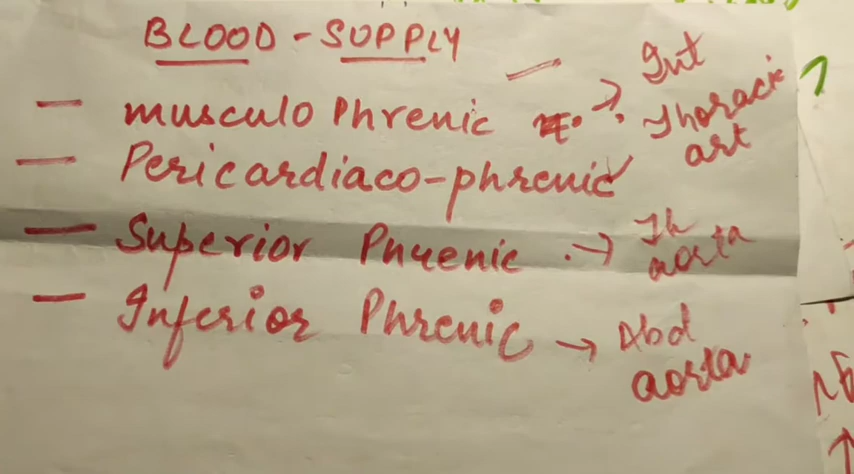 BLOOD - SUPPLY
- musculo Phrenic → Int Thoracic art
- Pericardiaco-phrenic
- Superior Phrenic → Th aorta
- Inferior Phrenic → Abd aorta